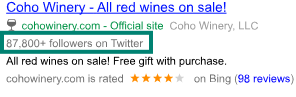 Coho Winery - All red wines on sale!
cohowinery.com - Official site Coho Winery, LLC
87,800+ followers on Twitter
All red wines on sale! Free gift with purchase.
cohowinery.com is rated ★★★★★ on Bing (98 reviews)